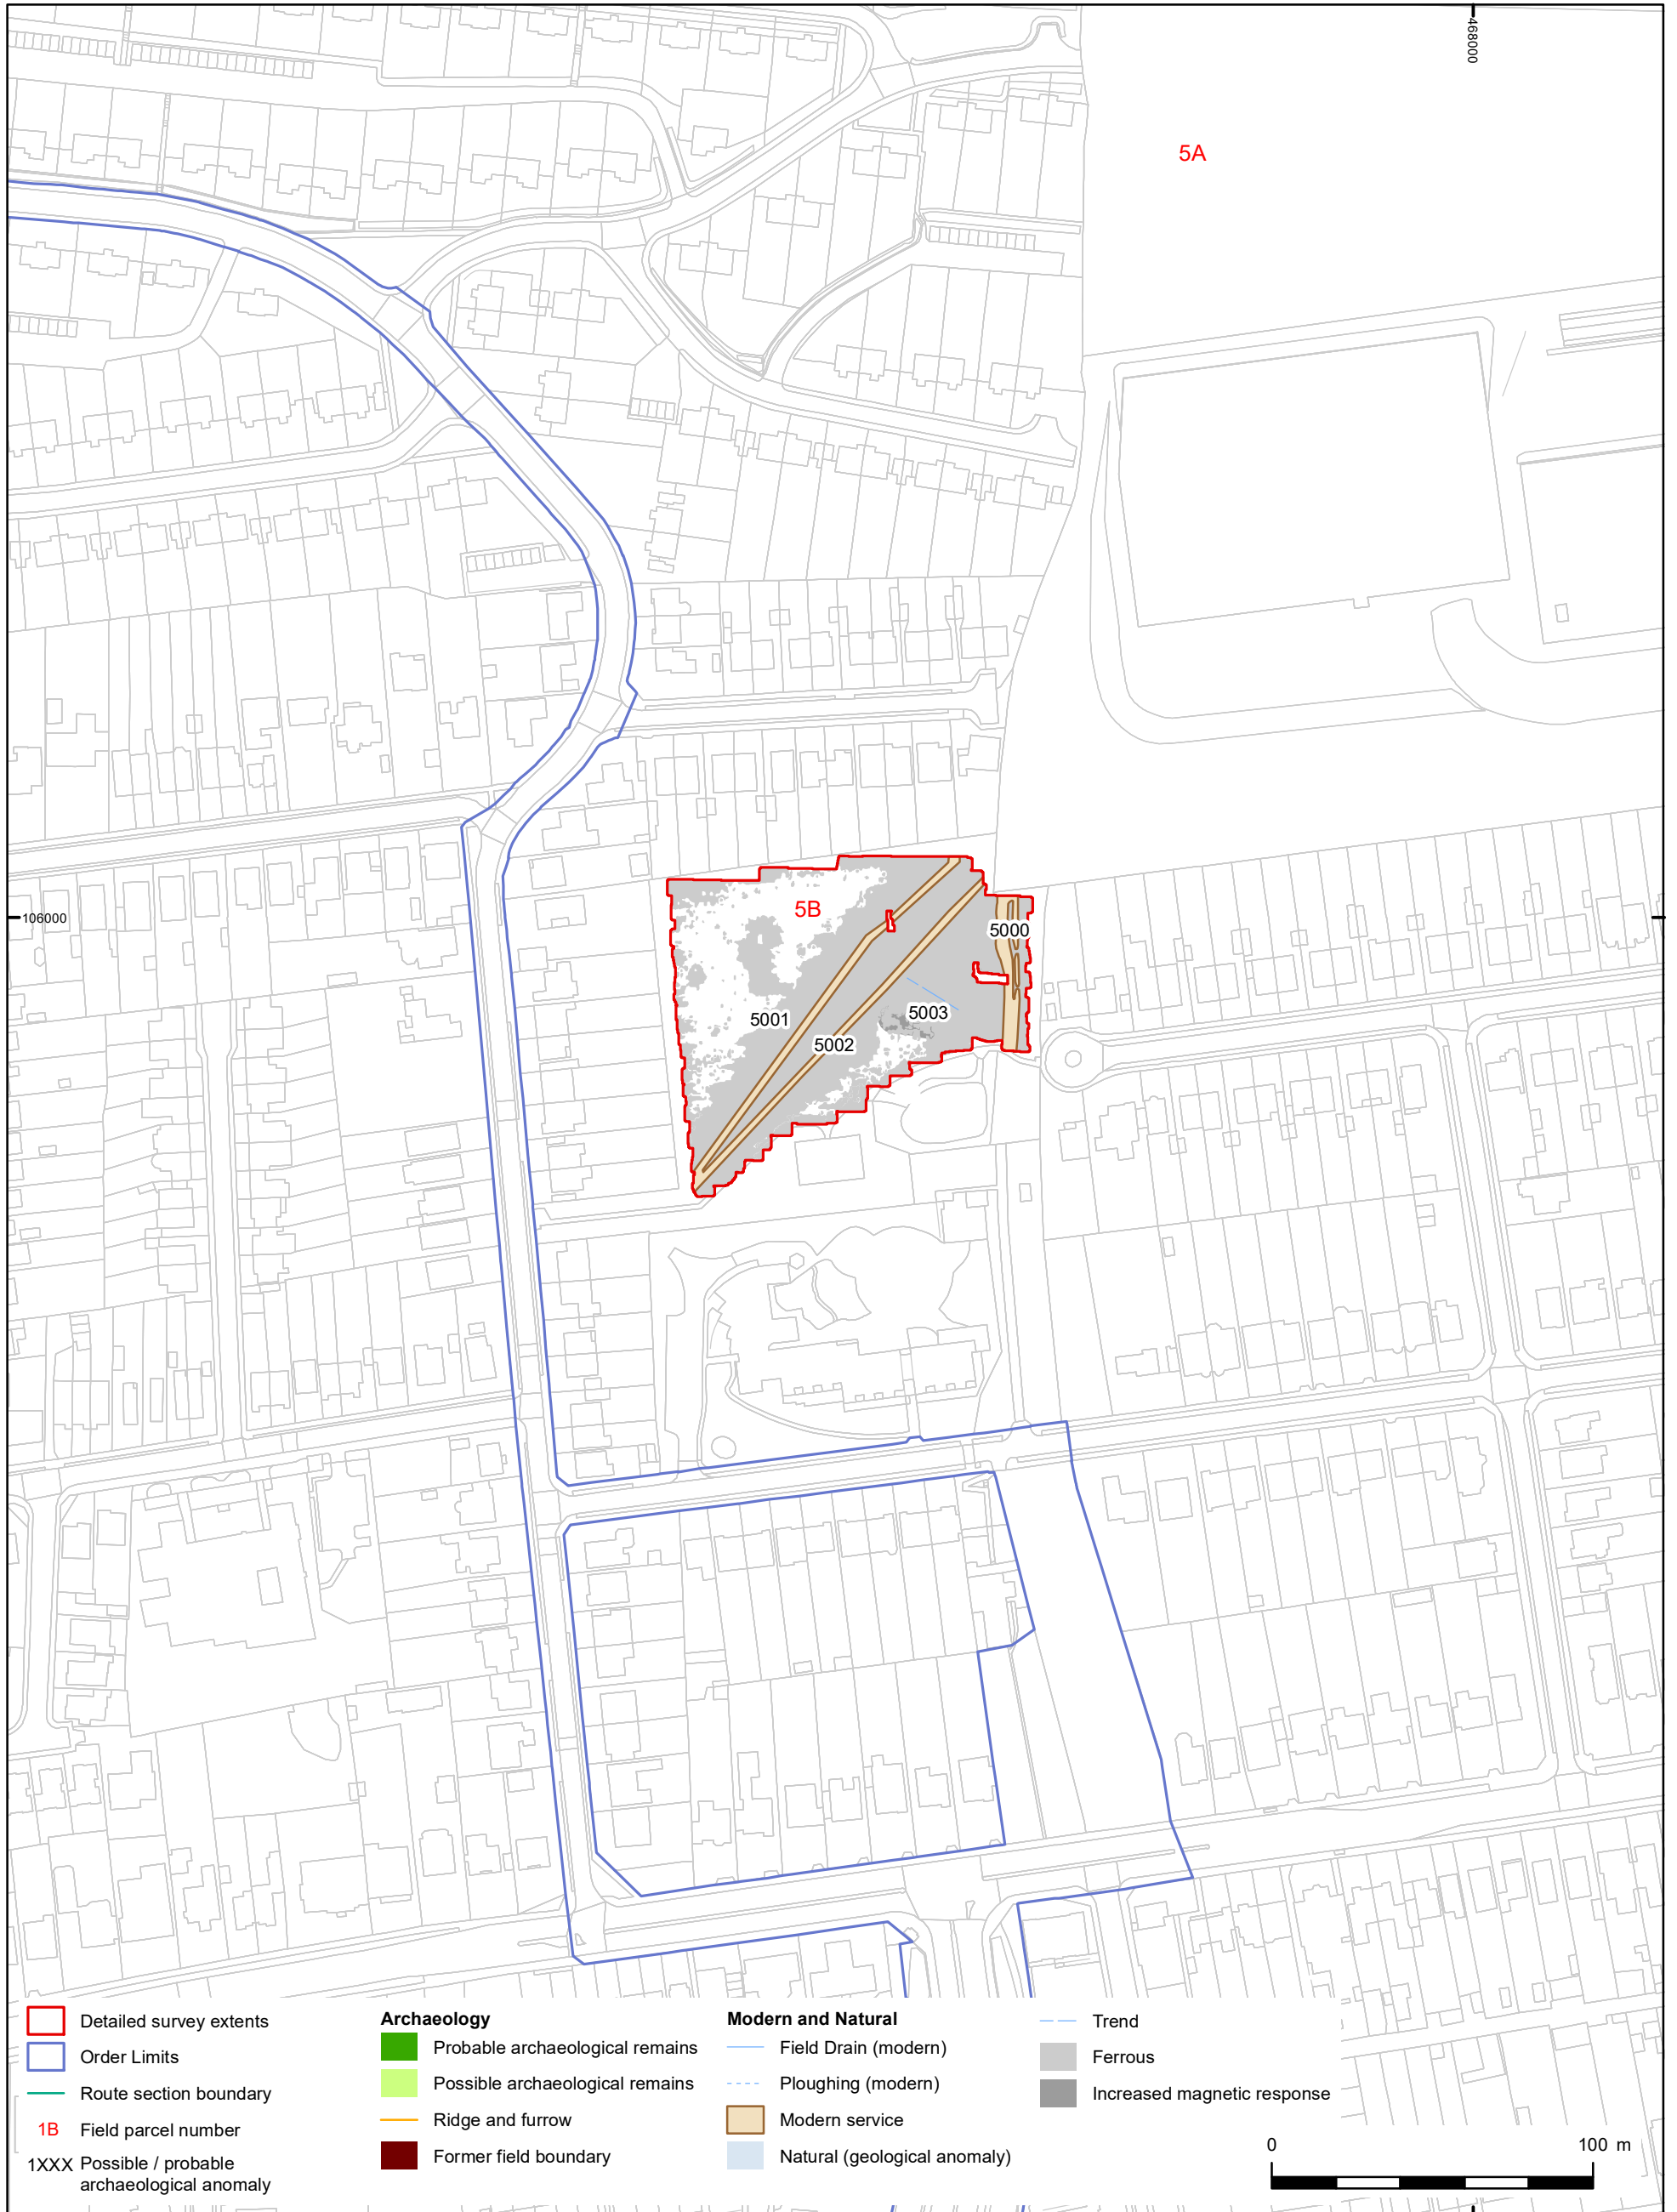 468000
5A
106000
5B
5000
5001
5003
5002
Detailed survey extents
Order Limits
Route section boundary
1B Field parcel number
1XXX Possible / probable
archaeological anomaly
Archaeology
Probable archaeological remains
Possible archaeological remains
Ridge and furrow
Former field boundary
Modern and Natural
Field Drain (modern)
Ploughing (modern)
Modern service
Natural (geological anomaly)
Trend
Ferrous
Increased magnetic response
0 100 m